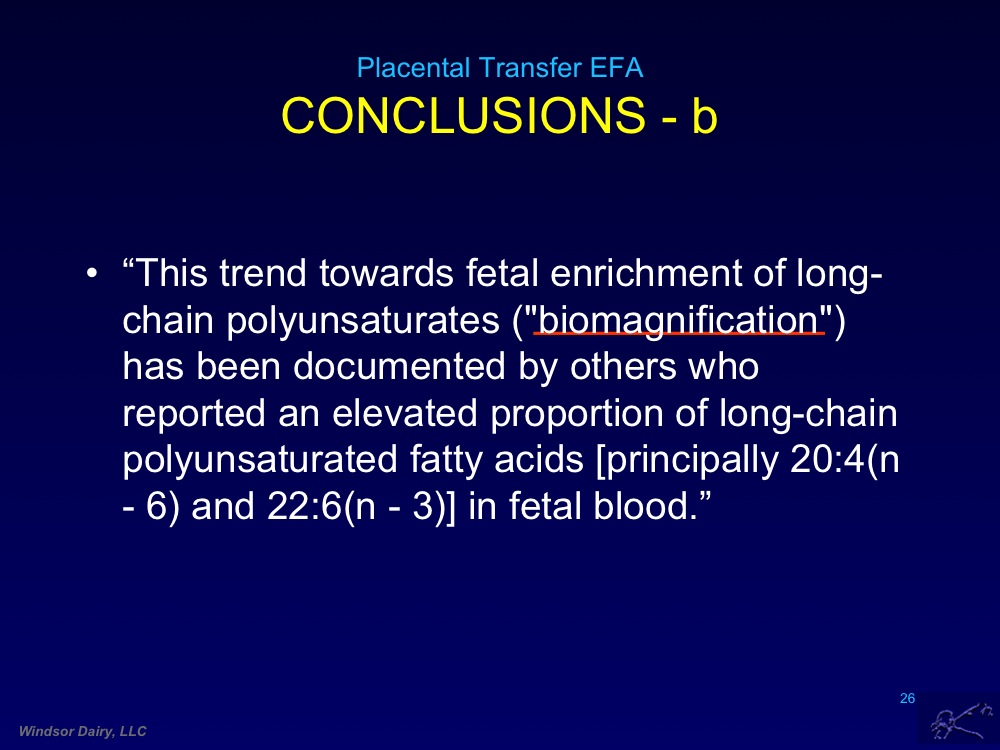 Placental Transfer EFA
CONCLUSIONS - b
• “This trend towards fetal enrichment of long-
chain polyunsaturates ("biomagnification")
has been documented by others who
reported an elevated proportion of long-chain
polyunsaturated fatty acids [principally 20:4(n
- 6) and 22:6(n - 3)] in fetal blood.”
26
Windsor Dairy, LLC